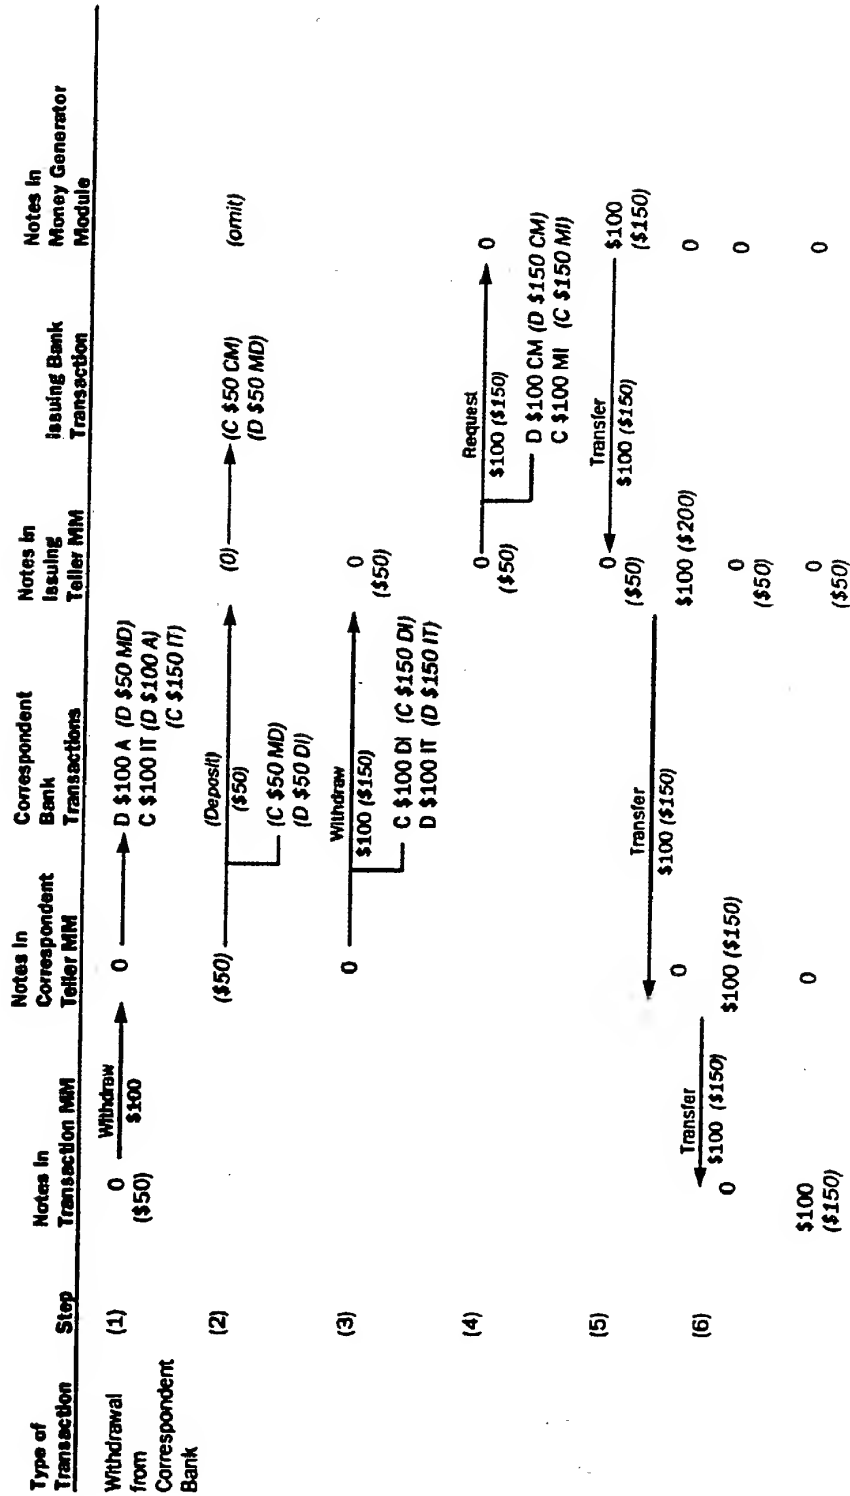 Type of
Transaction
Step
Notes In
Transaction MM
Notes In
Correspondent
Teller MM
Correspondent
Bank
Transactions
Notes In
Issuing
Teller MM
Issuing Bank
Transaction
Notes In
Money Generator
Module
Withdrawal
from
Correspondent
Bank
(1)
0
($50)
Withdraw
$100
0
D $100 A (D $50 MD)
C $100 IT (D $100 A)
(C $150 IT)
(2)
($50)
(Deposit)
($50)
(C $50 MD)
(D $50 DI)
(0)
(C $50 CM)
(D $50 MD)
(omit)
(3)
0
Withdraw
$100 ($150)
C $100 DI (C $150 DI)
D $100 IT (D $150 IT)
0
($50)
(4)
0
($50)
Request
$100 ($150)
D $100 CM (D $150 CM)
C $100 MI (C $150 MI)
0
(5)
0
($50)
Transfer
$100 ($150)
$100
($150)
(6)
Transfer
$100 ($150)
0
$100 ($200)
0
Transfer
$100 ($150)
0
$100 ($150)
0
($50)
0
$100
($150)
0
0
($50)
0